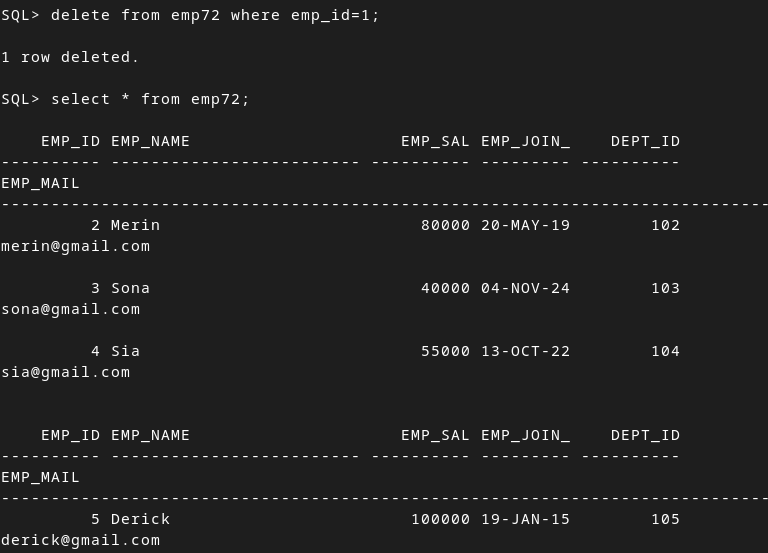 SQL> delete from emp72 where emp_id=1;
1 row deleted.
SQL> select * from emp72;
    EMP_ID EMP_NAME                     EMP_SAL EMP_JOIN_    DEPT_ID
---------- ------------------------- ---------- --------- ----------
EMP_MAIL
-----------------------------------------------------------------------------
         2 Merin                          80000 20-MAY-19        102
merin@gmail.com
         3 Sona                           40000 04-NOV-24        103
sona@gmail.com
         4 Sia                            55000 13-OCT-22        104
sia@gmail.com
    EMP_ID EMP_NAME                     EMP_SAL EMP_JOIN_    DEPT_ID
---------- ------------------------- ---------- --------- ----------
EMP_MAIL
-----------------------------------------------------------------------------
         5 Derick                        100000 19-JAN-15        105
derick@gmail.com